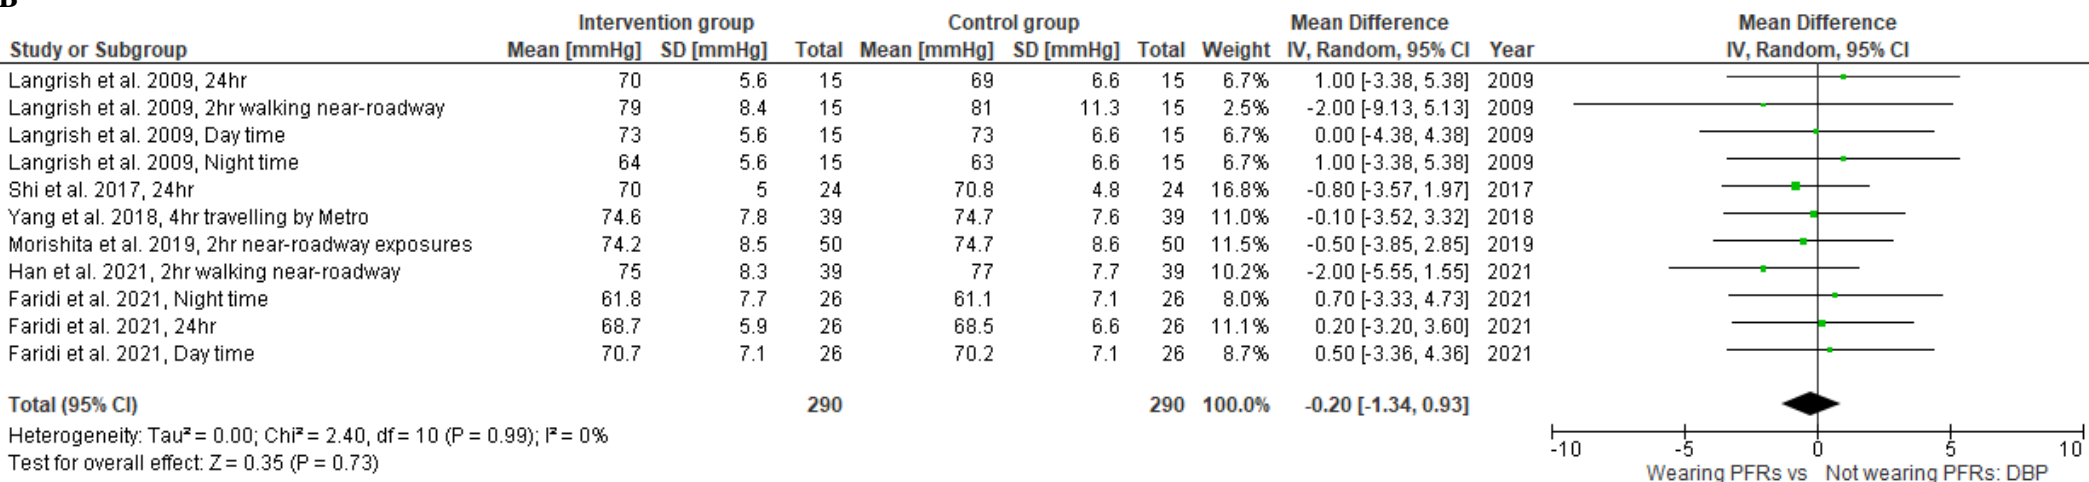 B
Intervention group Control group Mean Difference Mean Difference
Study or Subgroup Mean [mmHg] SD [mmHg] Total Mean [mmHg] SD [mmHg] Total Weight IV, Random, 95% CI Year IV, Random, 95% CI
Langrish et al. 2009, 24hr 70 5.6 15 69 6.6 15 6.7% 1.00 [-3.38, 5.38] 2009
Langrish et al. 2009, 2hr walking near-roadway 79 8.4 15 81 11.3 15 2.5% -2.00 [-9.13, 5.13] 2009
Langrish et al. 2009, Day time 73 5.6 15 73 6.6 15 6.7% 0.00 [-4.38, 4.38] 2009
Langrish et al. 2009, Night time 64 5.6 15 63 6.6 15 6.7% 1.00 [-3.38, 5.38] 2009
Shi et al. 2017, 24hr 70 5 24 70.8 4.8 24 16.8% -0.80 [-3.57, 1.97] 2017
Yang et al. 2018, 4hr travelling by Metro 74.6 7.8 39 74.7 7.6 39 11.0% -0.10 [-3.52, 3.32] 2018
Morishita et al. 2019, 2hr near-roadway exposures 74.2 8.5 50 74.7 8.6 50 11.5% -0.50 [-3.85, 2.85] 2019
Han et al. 2021, 2hr walking near-roadway 75 8.3 39 77 7.7 39 10.2% -2.00 [-5.55, 1.55] 2021
Faridi et al. 2021, Night time 61.8 7.7 26 61.1 7.1 26 8.0% 0.70 [-3.33, 4.73] 2021
Faridi et al. 2021, 24hr 68.7 5.9 26 68.5 6.6 26 11.1% 0.20 [-3.20, 3.60] 2021
Faridi et al. 2021, Day time 70.7 7.1 26 70.2 7.1 26 8.7% 0.50 [-3.36, 4.36] 2021
Total (95% CI) 290 290 100.0% -0.20 [-1.34, 0.93]
Heterogeneity: Tau² = 0.00; Chi² = 2.40, df = 10 (P = 0.99); I² = 0%
Test for overall effect: Z = 0.35 (P = 0.73)
-10 -5 0 5 10
Wearing PFRs vs Not wearing PFRs: DBP